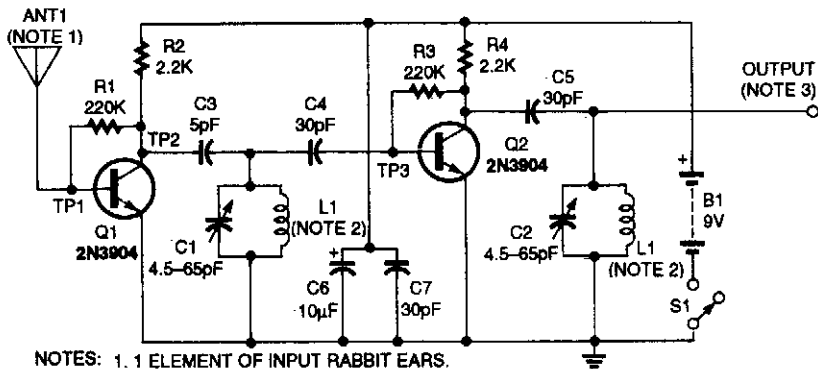 ANT1
(NOTE 1)
R2
2.2K
R1
220K
C3
5pF
C4
30pF
R3
220K
R4
2.2K
C5
30pF
OUTPUT
(NOTE 3)
TP2
TP1
Q1
2N3904
TP3
Q2
2N3904
C1
4.5–65pF
L1
(NOTE 2)
+
C6
10µF
C7
30pF
C2
4.5–65pF
L1
(NOTE 2)
+
B1
9V
S1
NOTES: 1. 1 ELEMENT OF INPUT RABBIT EARS.